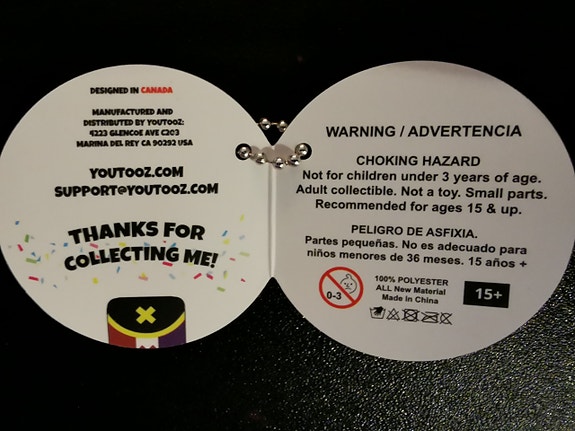 DESIGNED IN CANADA
MANUFACTURED AND
DISTRIBUTED BY YOUTOOZ:
4223 GLENCOE AVE C203
MARINA DEL REY CA 90292 USA
YOUTOOZ.COM
SUPPORT@YOUTOOZ.COM
THANKS FOR
COLLECTING ME!
WARNING / ADVERTENCIA
CHOKING HAZARD
Not for children under 3 years of age.
Adult collectible. Not a toy. Small parts.
Recommended for ages 15 & up.
PELIGRO DE ASFIXIA.
Partes pequeñas. No es adecuado para
niños menores de 36 meses. 15 años +
0-3
100% POLYESTER
ALL New Material
Made in China
15+